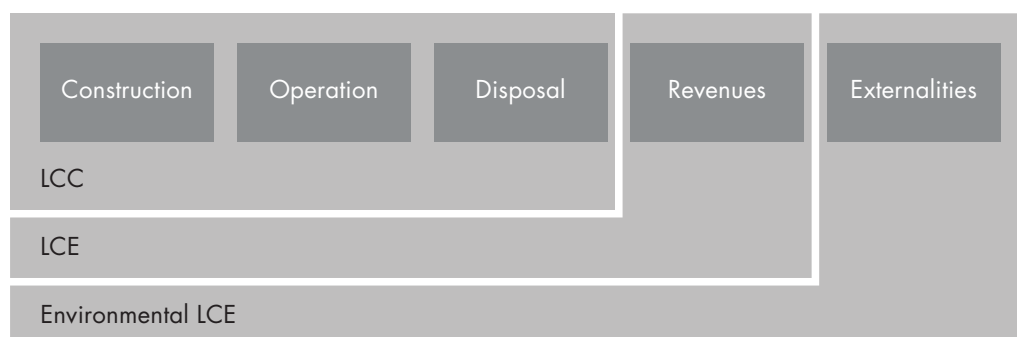 Construction Operation Disposal Revenues Externalities
LCC
LCE
Environmental LCE